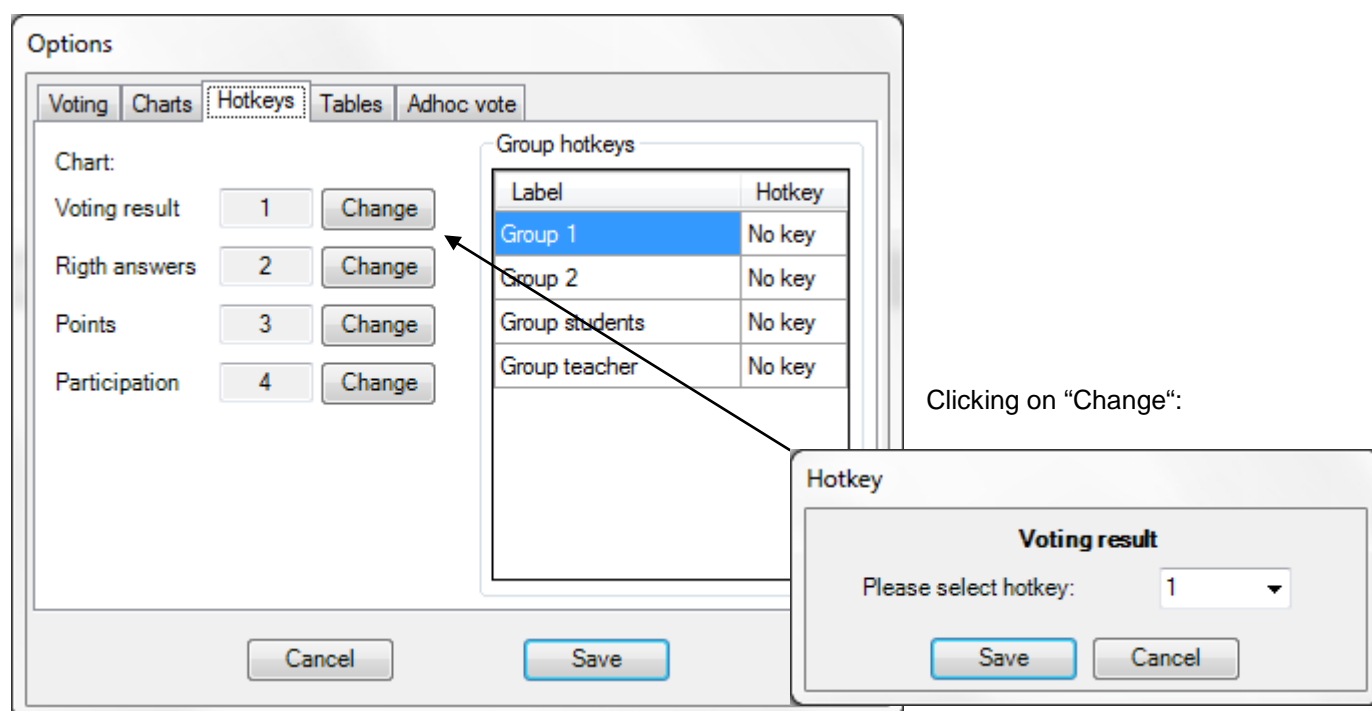 Options
Voting Charts Hotkeys Tables Adhoc vote
Chart:
Voting result 1 Change
Rigth answers 2 Change
Points 3 Change
Participation 4 Change
Group hotkeys
Label Hotkey
Group 1 No key
Group 2 No key
Group students No key
Group teacher No key
Cancel Save
Clicking on “Change“:
Hotkey
Voting result
Please select hotkey: 1
Save Cancel